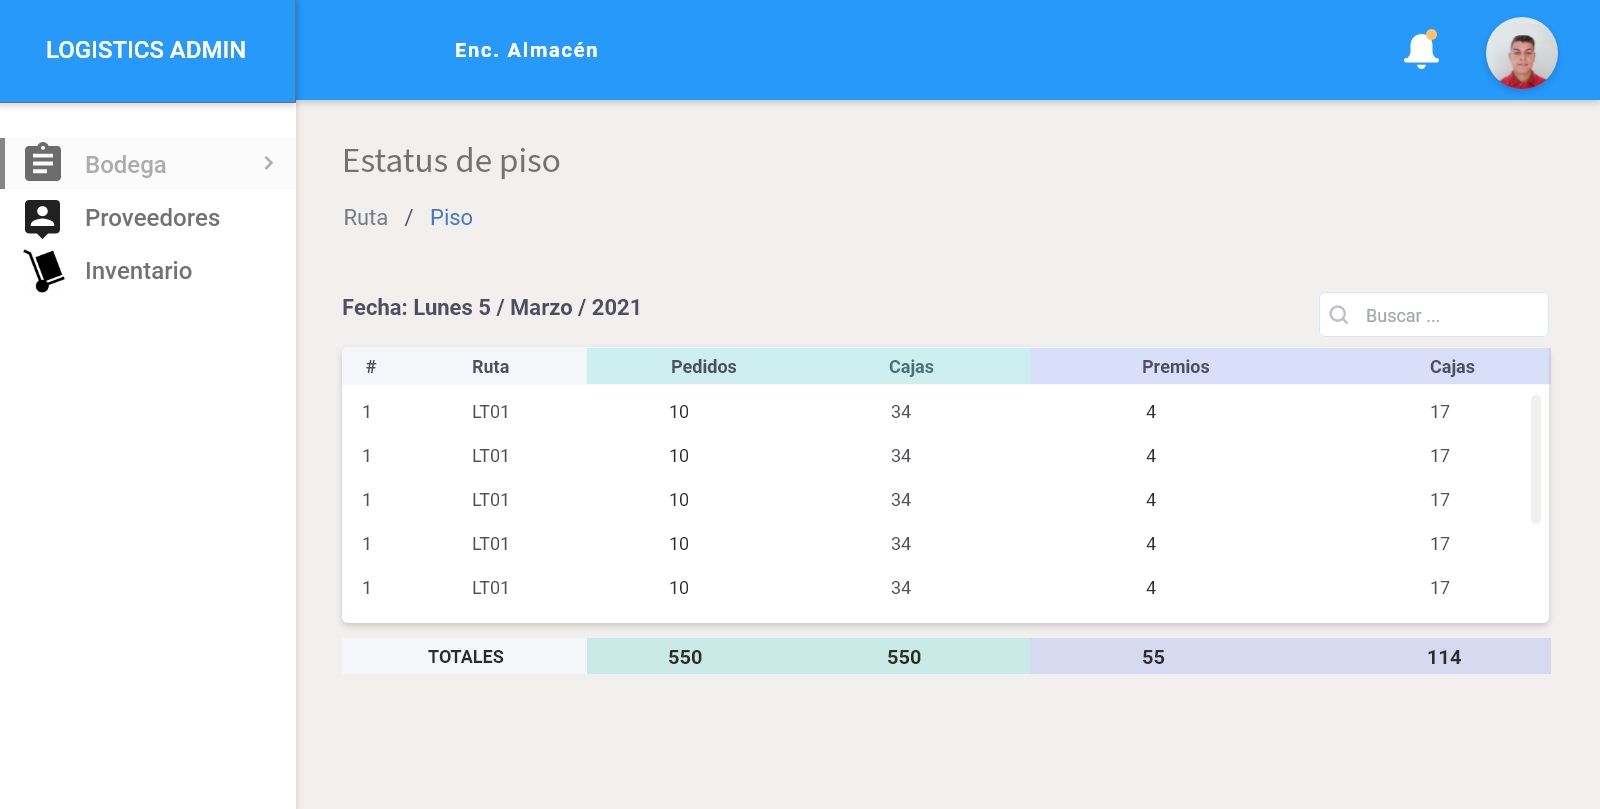 LOGISTICS ADMIN
Enc. Almacén
Bodega
Proveedores
Inventario
Estatus de piso
Ruta / Piso
Fecha: Lunes 5 / Marzo / 2021
Buscar ...
# Ruta Pedidos Cajas Premios Cajas
1 LT01 10 34 4 17
1 LT01 10 34 4 17
1 LT01 10 34 4 17
1 LT01 10 34 4 17
1 LT01 10 34 4 17
TOTALES 550 550 55 114